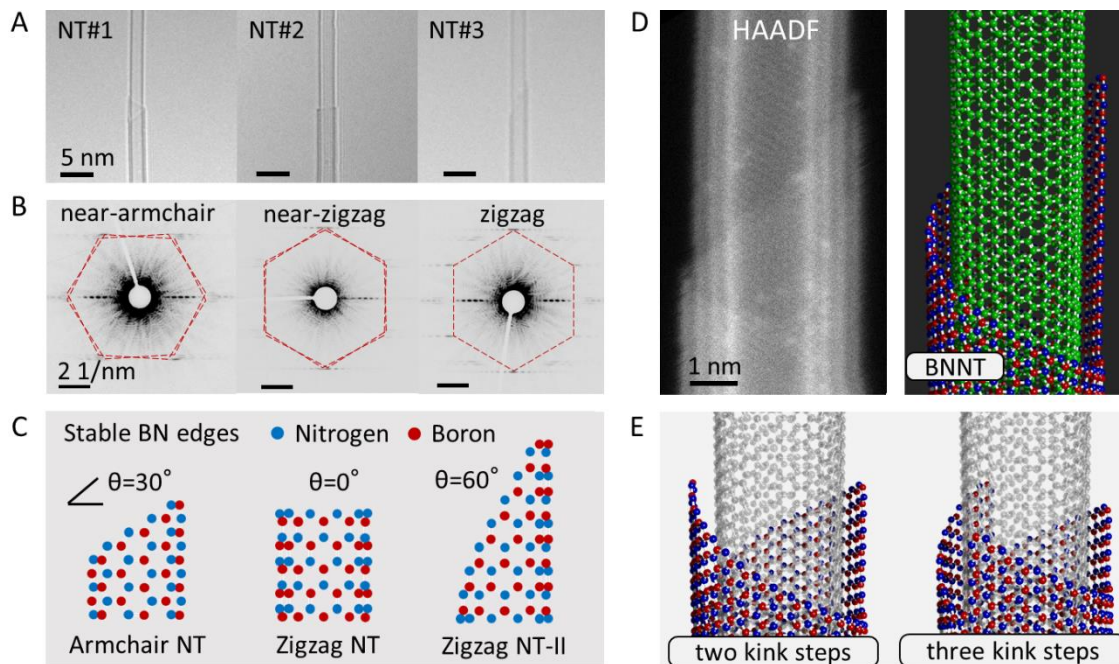 A
NT#1
NT#2
NT#3
5 nm
B
near-armchair
near-zigzag
zigzag
2 1/nm
C
Stable BN edges
Nitrogen
Boron
θ=30°
θ=0°
θ=60°
Armchair NT
Zigzag NT
Zigzag NT-II
D
HAADF
1 nm
BNNT
E
two kink steps
three kink steps